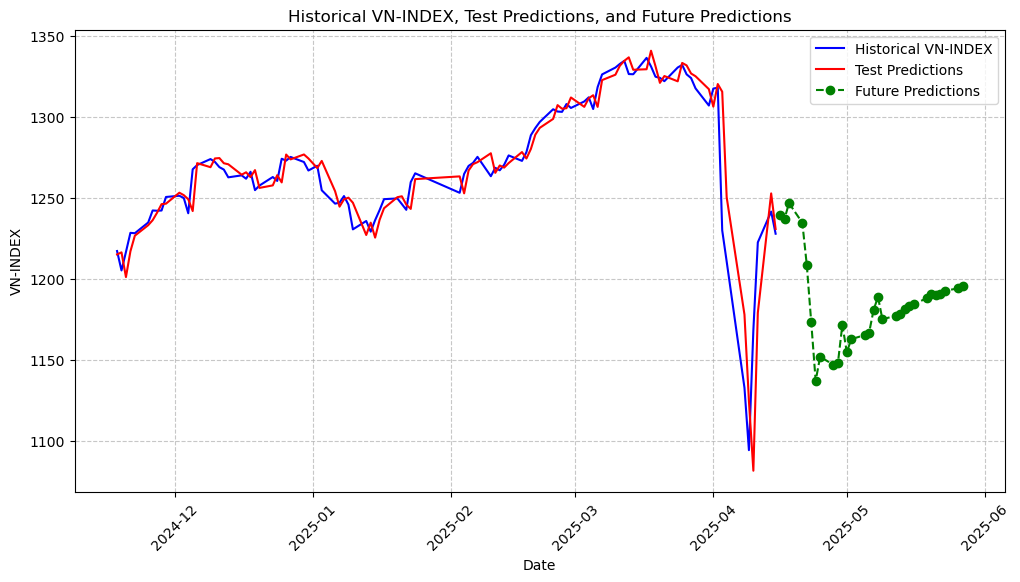 Historical VN-INDEX, Test Predictions, and Future Predictions
Historical VN-INDEX
Test Predictions
Future Predictions
VN-INDEX
1350
1300
1250
1200
1150
1100
2024-12
2025-01
2025-02
2025-03
2025-04
2025-05
2025-06
Date